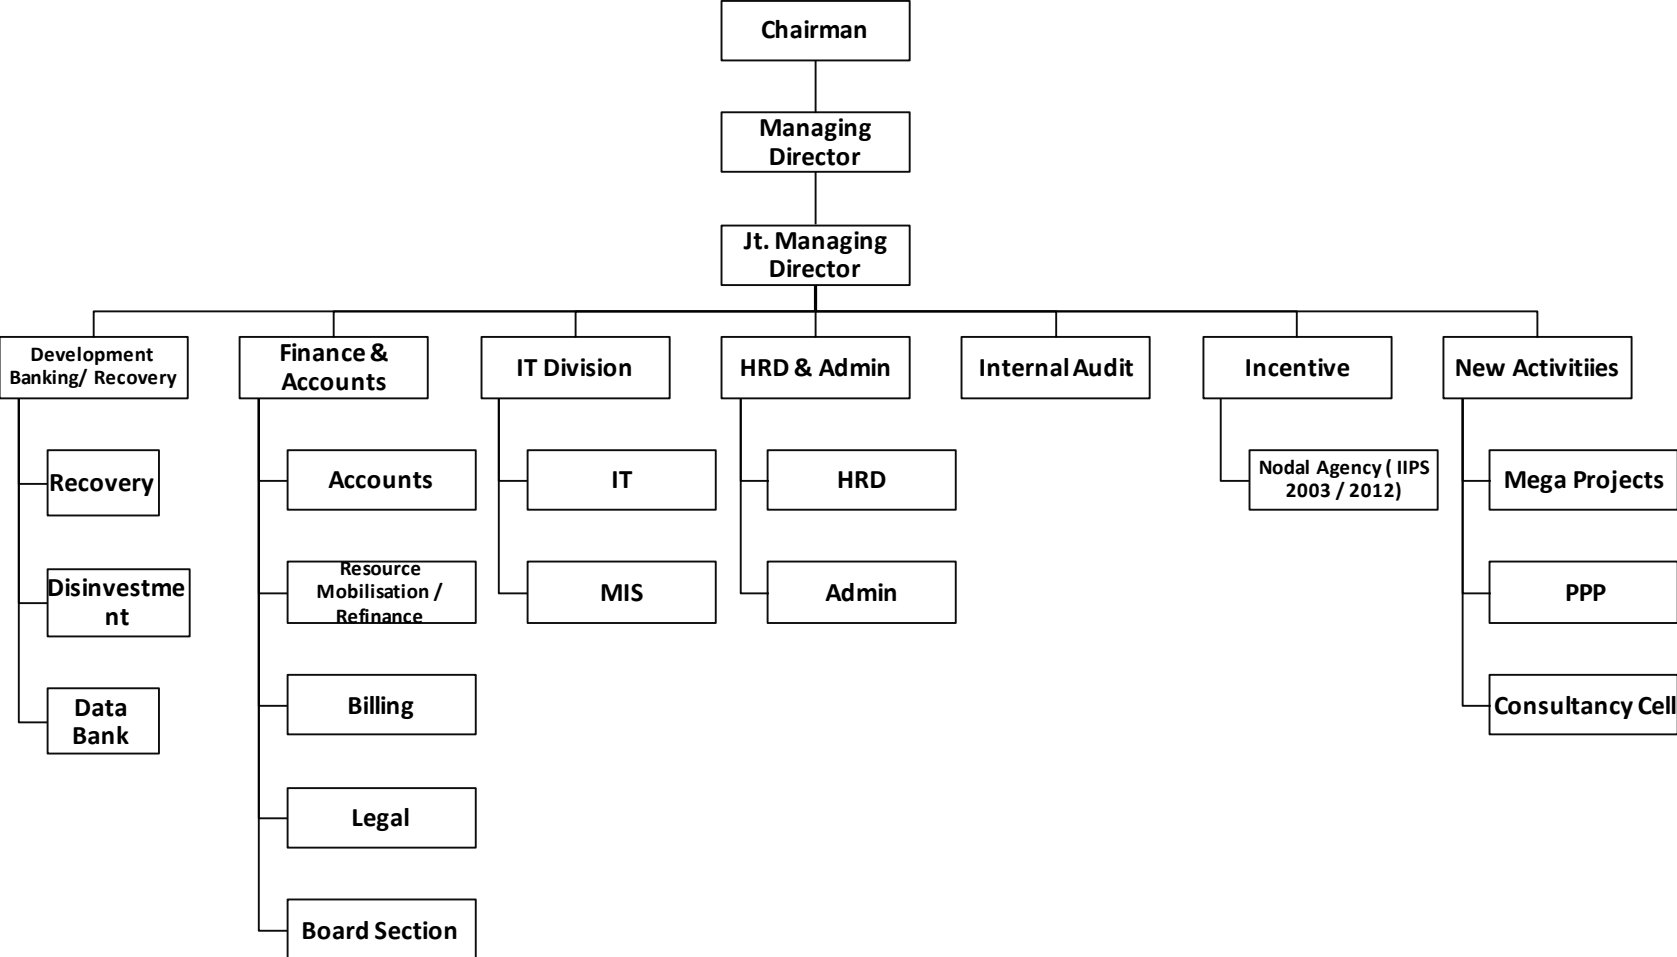 Chairman
Managing
Director
Jt. Managing
Director
Development
Banking/ Recovery
Finance &
Accounts
IT Division
HRD & Admin
Internal Audit
Incentive
New Activitiies
Recovery
Disinvestme
nt
Data
Bank
Accounts
Resource
Mobilisation /
Refinance
Billing
Legal
Board Section
IT
MIS
HRD
Admin
Nodal Agency ( IIPS
2003 / 2012)
Mega Projects
PPP
Consultancy Cell